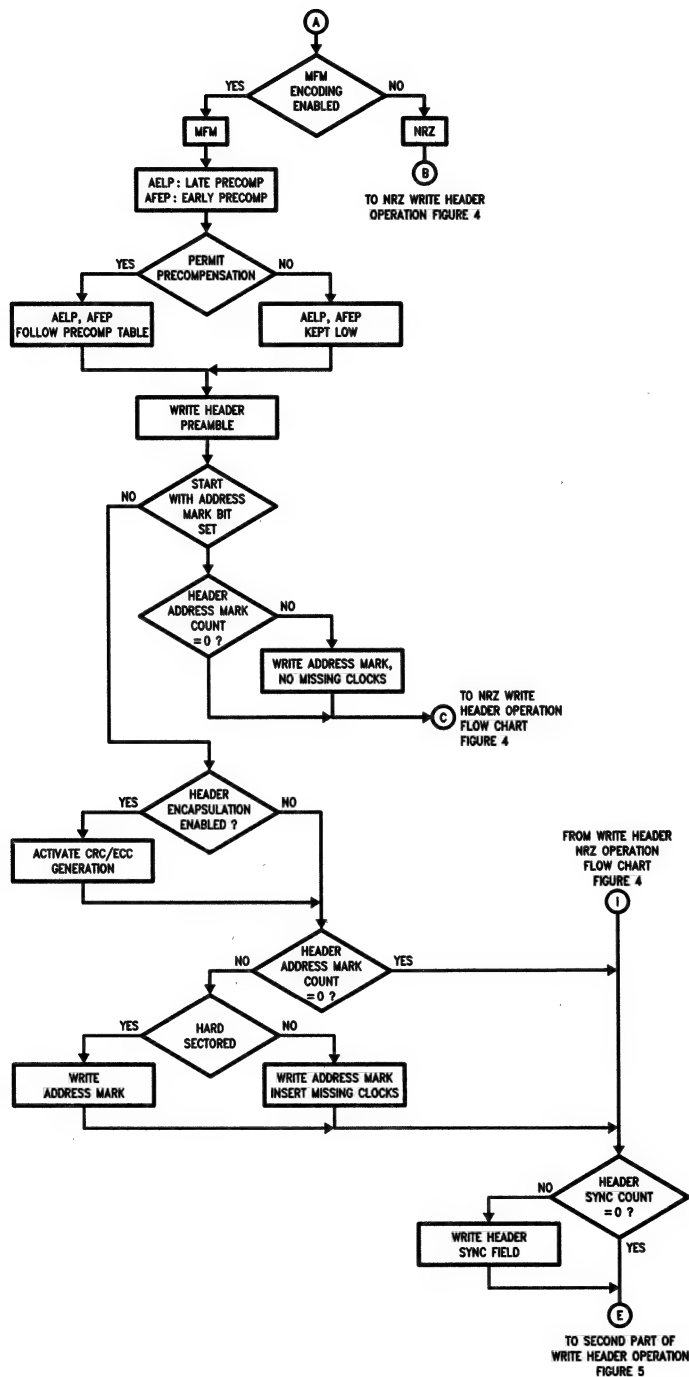 A
MFM
ENCODING
ENABLED
YES
NO
MFM
NRZ
B
AELP: LATE PRECOMP
AFEP: EARLY PRECOMP
TO NRZ WRITE HEADER
OPERATION FIGURE 4
PERMIT
PRECOMPENSATION
YES
NO
AELP, AFEP
FOLLOW PRECOMP TABLE
AELP, AFEP
KEPT LOW
WRITE HEADER
PREAMBLE
START
WITH ADDRESS
MARK BIT
SET
NO
HEADER
ADDRESS MARK
COUNT
=0 ?
NO
WRITE ADDRESS MARK,
NO MISSING CLOCKS
C
TO NRZ WRITE
HEADER OPERATION
FLOW CHART
FIGURE 4
HEADER
ENCAPSULATION
ENABLED ?
YES
NO
ACTIVATE CRC/ECC
GENERATION
FROM WRITE HEADER
NRZ OPERATION
FLOW CHART
FIGURE 4
I
HEADER
ADDRESS MARK
COUNT
=0 ?
NO
YES
HARD
SECTORED
YES
NO
WRITE
ADDRESS MARK
WRITE ADDRESS MARK
INSERT MISSING CLOCKS
HEADER
SYNC COUNT
=0 ?
NO
YES
WRITE HEADER
SYNC FIELD
E
TO SECOND PART OF
WRITE HEADER OPERATION
FIGURE 5